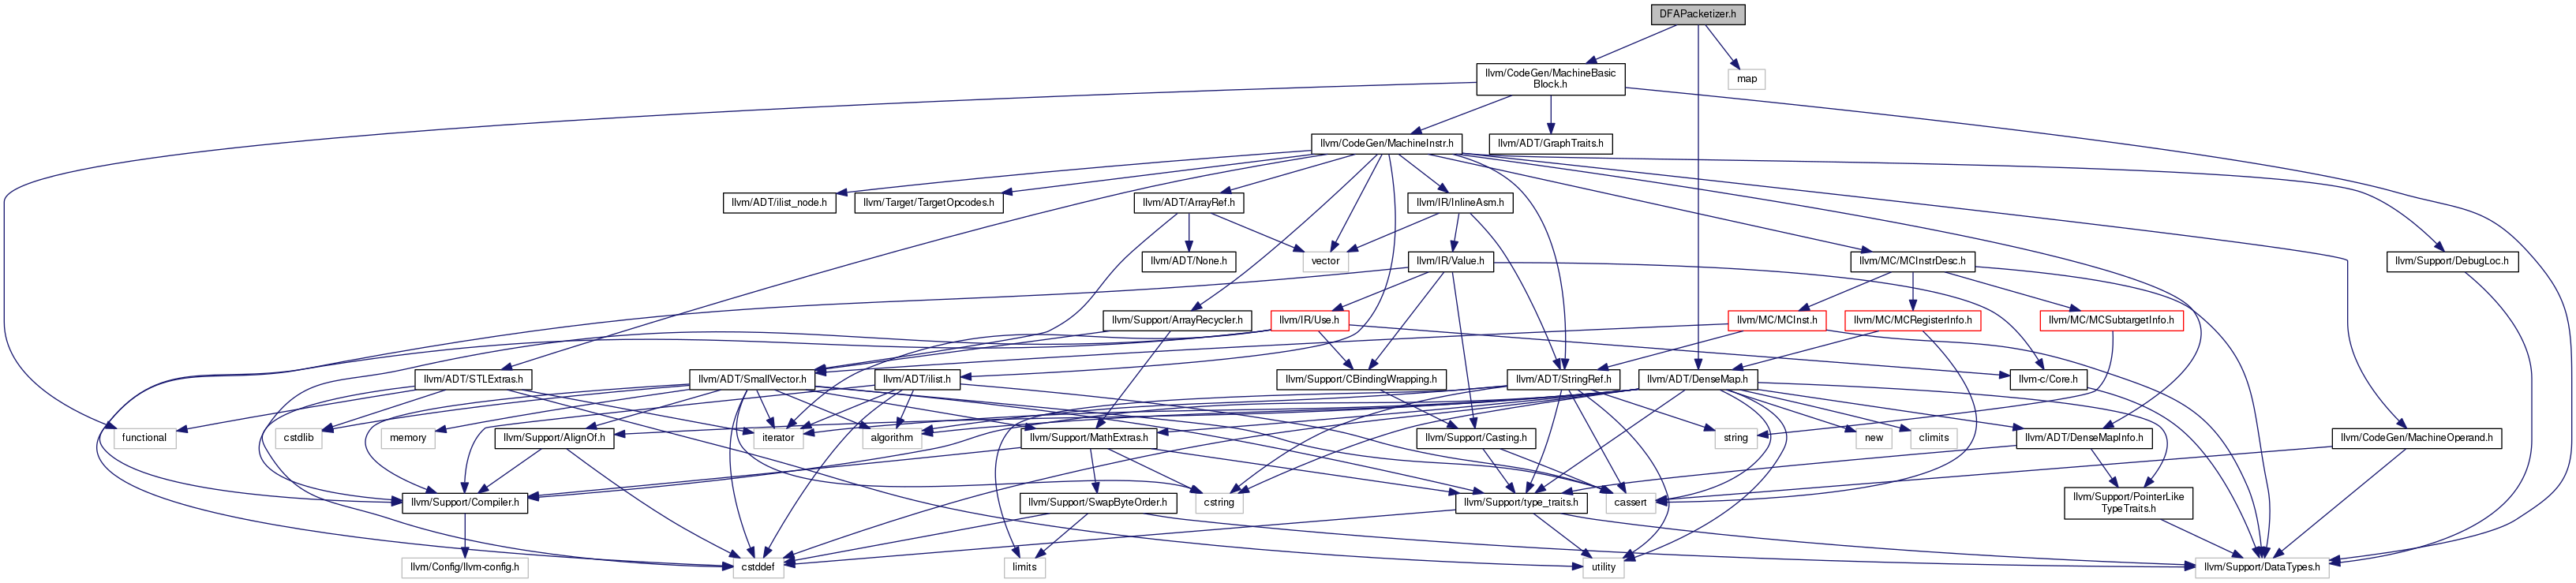 DFAPacketizer.h
llvm/CodeGen/MachineBasic
Block.h
map
llvm/CodeGen/MachineInstr.h
llvm/ADT/GraphTraits.h
llvm/ADT/ilist_node.h
llvm/Target/TargetOpcodes.h
llvm/ADT/ArrayRef.h
llvm/IR/InlineAsm.h
llvm/ADT/None.h
vector
llvm/IR/Value.h
llvm/MC/MCInstrDesc.h
llvm/Support/DebugLoc.h
llvm/Support/ArrayRecycler.h
llvm/IR/Use.h
llvm/MC/MCInst.h
llvm/MC/MCRegisterInfo.h
llvm/MC/MCSubtargetInfo.h
llvm/ADT/STLExtras.h
llvm/ADT/SmallVector.h
llvm/ADT/ilist.h
llvm/Support/CBindingWrapping.h
llvm/ADT/StringRef.h
llvm/ADT/DenseMap.h
llvm-c/Core.h
functional
cstdlib
memory
llvm/Support/AlignOf.h
iterator
algorithm
llvm/Support/MathExtras.h
llvm/Support/Casting.h
string
new
climits
llvm/ADT/DenseMapInfo.h
llvm/CodeGen/MachineOperand.h
llvm/Support/Compiler.h
llvm/Support/SwapByteOrder.h
cstring
llvm/Support/type_traits.h
cassert
llvm/Support/PointerLike
TypeTraits.h
llvm/Config/llvm-config.h
cstddef
limits
utility
llvm/Support/DataTypes.h